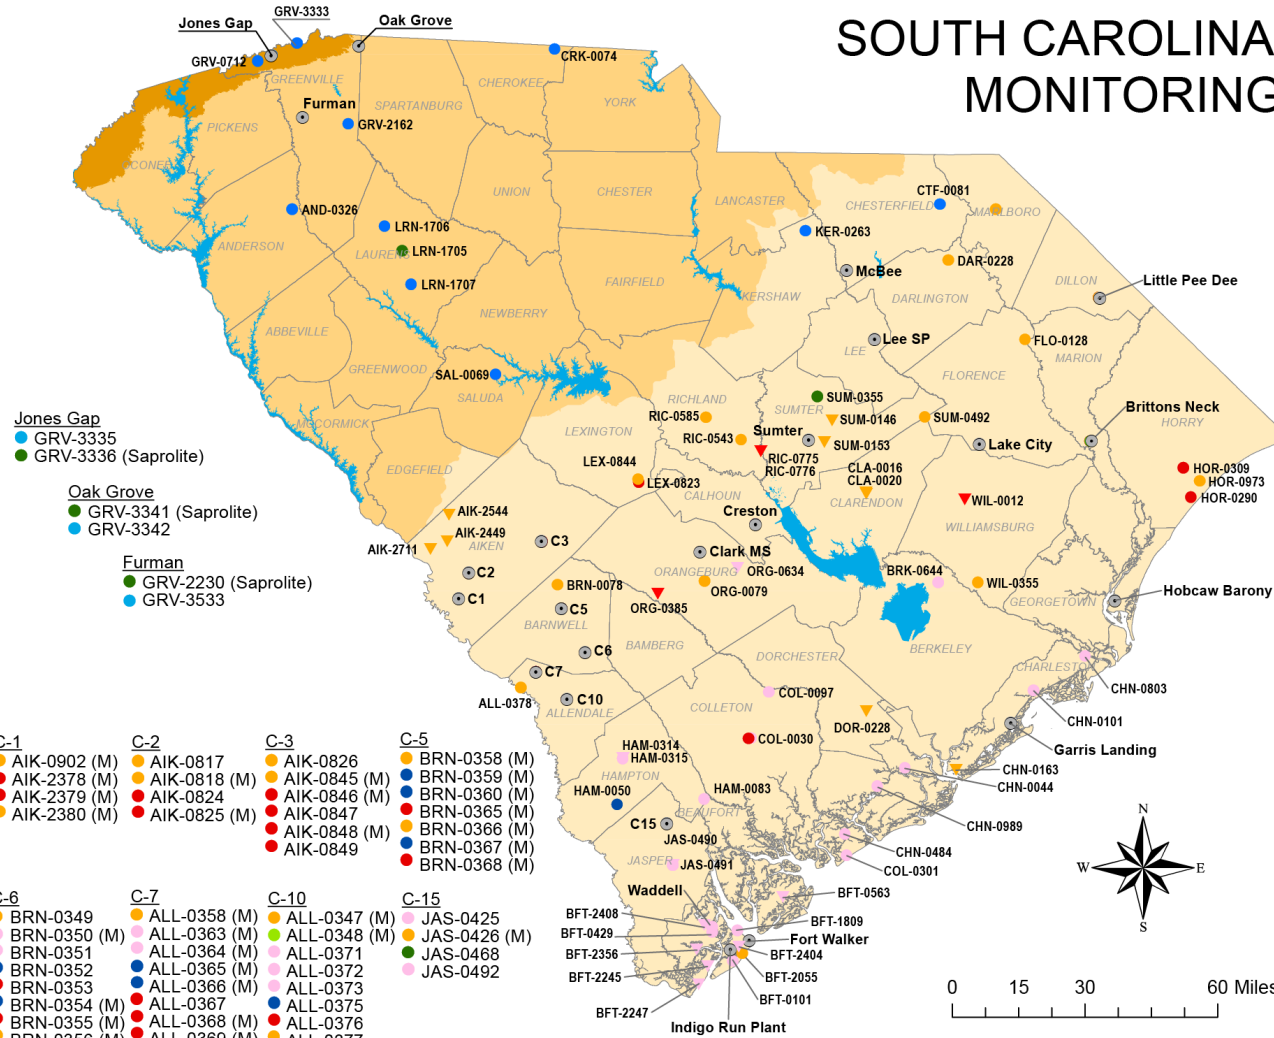 SOUTH CAROLINA
MONITORING
GRV-3333
Jones Gap
Oak Grove
GRV-0712
CRK-0074
GREENVILLE
CHEROKEE
YORK
Furman
SPARTANBURG
GRV-2162
PICKENS
OCONEE
UNION
CHESTER
LANCASTER
CTF-0081
CHESTERFIELD
MARLBORO
AND-0326
LRN-1706
KER-0263
ANDERSON
LAURENS
LRN-1705
DAR-0228
McBee
LRN-1707
FAIRFIELD
KERSHAW
DARLINGTON
DILLON
Little Pee Dee
NEWBERRY
ABBEVILLE
Lee SP
FLO-0128
LEE
MARION
GREENWOOD
SAL-0069
FLORENCE
SALUDA
RICHLAND
SUM-0355
SUMTER
Brittons Neck
MCCORMICK
RIC-585
SUM-0146
SUM-0492
HORRY
LEXINGTON
RIC-0543
Sumter
SUM-0153
Lake City
RIC-0775
RIC-0776
LEX-0844
CLA-0016
CLA-0020
HOR-0309
EDGEFIELD
LEX-0823
HOR-0973
CALHOUN
CLARENDON
WIL-0012
HOR-0290
AIK-2544
Creston
WILLIAMSBURG
AIK-2449
AIK-2711
AIKEN
C3
Clark MS
C2
ORANGEBURG
ORG-0634
BRK-0644
BRN-0078
ORG-0079
WIL-0355
Hobcaw Barony
C1
C5
ORG-0385
GEORGETOWN
BARNWELL
C6
BAMBERG
BERKELEY
DORCHESTER
CHARLESTON
C7
CHN-0803
ALL-0378
C10
COL-0097
ALLENDALE
COLLETON
CHN-0101
DOR-0228
HAM-0314
HAM-0315
COL-0030
Garris Landing
HAMPTON
CHN-0163
CHN-0044
HAM-0050
HAM-0083
BEAUFORT
C15
CHN-0989
JAS-0490
CHN-0484
JASPER
JAS-0491
COL-0301
Waddell
BFT-0563
BFT-2408
BFT-1809
BFT-0429
Fort Walker
BFT-2356
BFT-2404
BFT-2245
BFT-2055
BFT-0101
BFT-2247
Indigo Run Plant
Jones Gap
GRV-3335
GRV-3336 (Saprolite)
Oak Grove
GRV-3341 (Saprolite)
GRV-3342
Furman
GRV-2230 (Saprolite)
GRV-3533
C-1
AIK-0902 (M)
AIK-2378 (M)
AIK-2379 (M)
AIK-2380 (M)
C-2
AIK-0817
AIK-0818 (M)
AIK-0824
AIK-0825 (M)
C-3
AIK-0826
AIK-0845 (M)
AIK-0846 (M)
AIK-0847
AIK-0848 (M)
AIK-0849
C-5
BRN-0358 (M)
BRN-0359 (M)
BRN-0360 (M)
BRN-0365 (M)
BRN-0366 (M)
BRN-0367 (M)
BRN-0368 (M)
C-6
BRN-0349
BRN-0350 (M)
BRN-0351
BRN-0352
BRN-0353
BRN-0354 (M)
BRN-0355 (M)
BRN-0356 (M)
C-7
ALL-0358 (M)
ALL-0363 (M)
ALL-0364 (M)
ALL-0365 (M)
ALL-0366 (M)
ALL-0367
ALL-0368 (M)
ALL-0369 (M)
C-10
ALL-0347 (M)
ALL-0348 (M)
ALL-0371
ALL-0372
ALL-0373
ALL-0375
ALL-0376
ALL-0377
C-15
JAS-0425
JAS-0426 (M)
JAS-0468
JAS-0492
N
W
E
S
0 15 30 60 Miles